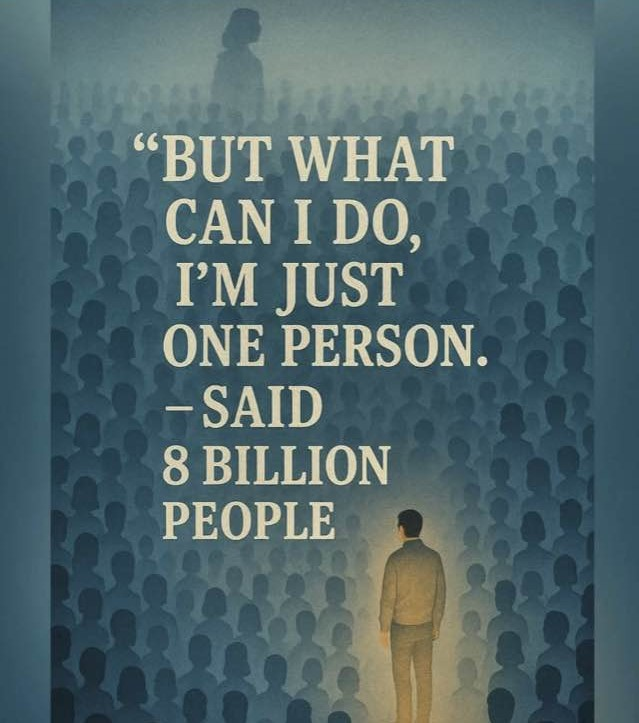 “BUT WHAT
CAN I DO,
I’M JUST
ONE PERSON.
– SAID
8 BILLION
PEOPLE